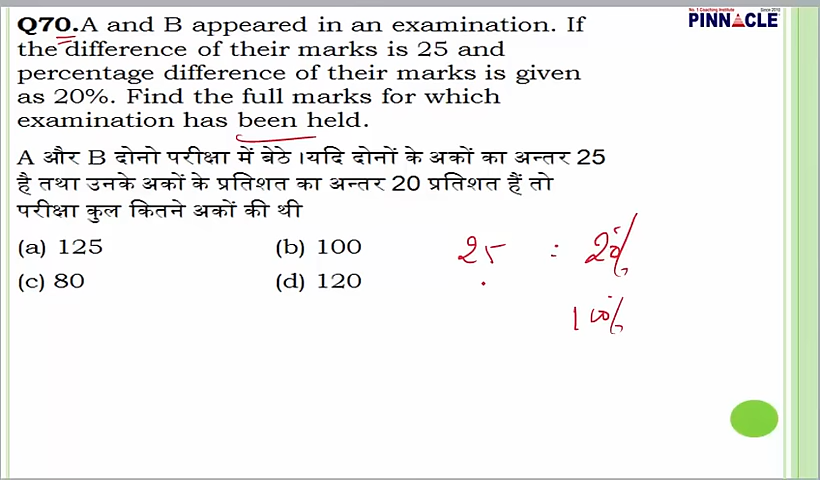 No. 1 Coaching Institute Since 2010
PINNACLE
Q70.A and B appeared in an examination. If
the difference of their marks is 25 and
percentage difference of their marks is given
as 20%. Find the full marks for which
examination has been held.
A और B दोनो परीक्षा में बेठे ।यदि दोनों के अकों का अन्तर 25
है तथा उनके अकों के प्रतिशत का अन्तर 20 प्रतिशत हैं तो
परीक्षा कुल कितने अकों की थी
(a) 125 (b) 100
(c) 80 (d) 120
25 : 20%
100%